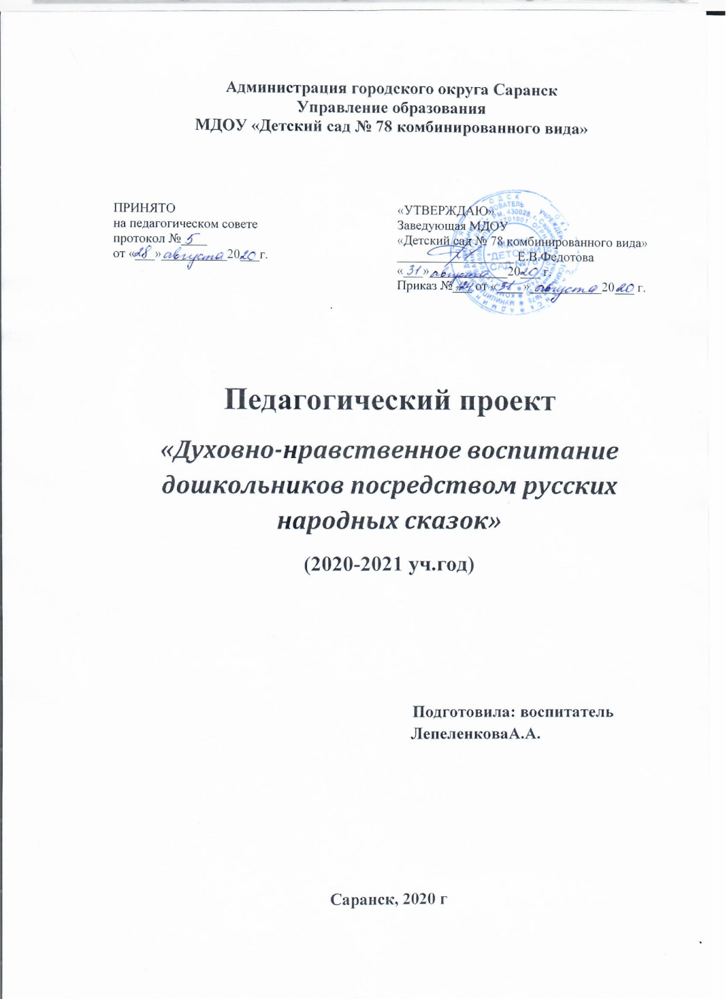 Администрация городского округа Саранск
Управление образования
МДОУ «Детский сад № 78 комбинированного вида»
ПРИНЯТО
на педагогическом совете
протокол № 5
от «28» августа 2020 г.
«УТВЕРЖДАЮ»
Заведующая МДОУ
«Детский сад № 78 комбинированного вида»
Е.В.Федотова
«31» августа 2020 г.
Приказ № от «31» августа 2020 г.
"ДЕТСКИЙ
САД №78"
Педагогический проект
«Духовно-нравственное воспитание
дошкольников посредством русских
народных сказок»
(2020-2021 уч.год)
Подготовила: воспитатель
ЛепеленковаА.А.
Саранск, 2020 г